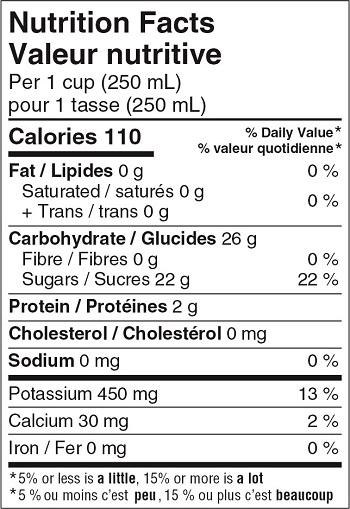 Nutrition Facts
Valeur nutritive
Per 1 cup (250 mL)
pour 1 tasse (250 mL)
Calories 110
% Daily Value*
% valeur quotidienne*
Fat / Lipides 0 g 0 %
Saturated / saturés 0 g
+ Trans / trans 0 g 0 %
Carbohydrate / Glucides 26 g
Fibre / Fibres 0 g 0 %
Sugars / Sucres 22 g 22 %
Protein / Protéines 2 g
Cholesterol / Cholestérol 0 mg
Sodium 0 mg 0 %
Potassium 450 mg 13 %
Calcium 30 mg 2 %
Iron / Fer 0 mg 0 %
*5% or less is a little, 15% or more is a lot
*5 % ou moins c'est peu, 15 % ou plus c'est beaucoup